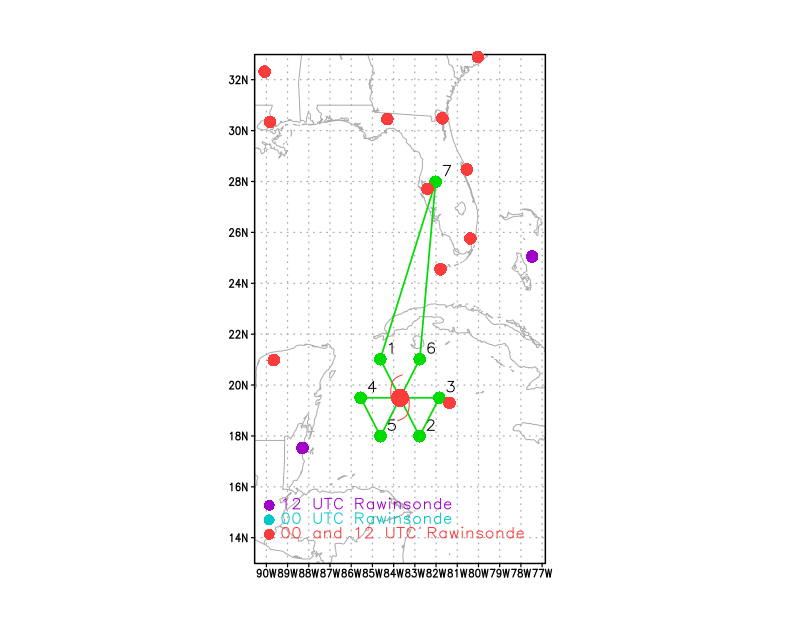 32N
30N
7
28N
26N
24N
22N
1 6
20N
4 3
5 2
18N
16N
12 UTC Rawinsonde
00 UTC Rawinsonde
00 and 12 UTC Rawinsonde
14N
90W89W88W87W86W85W84W83W82W81W80W79W78W77W